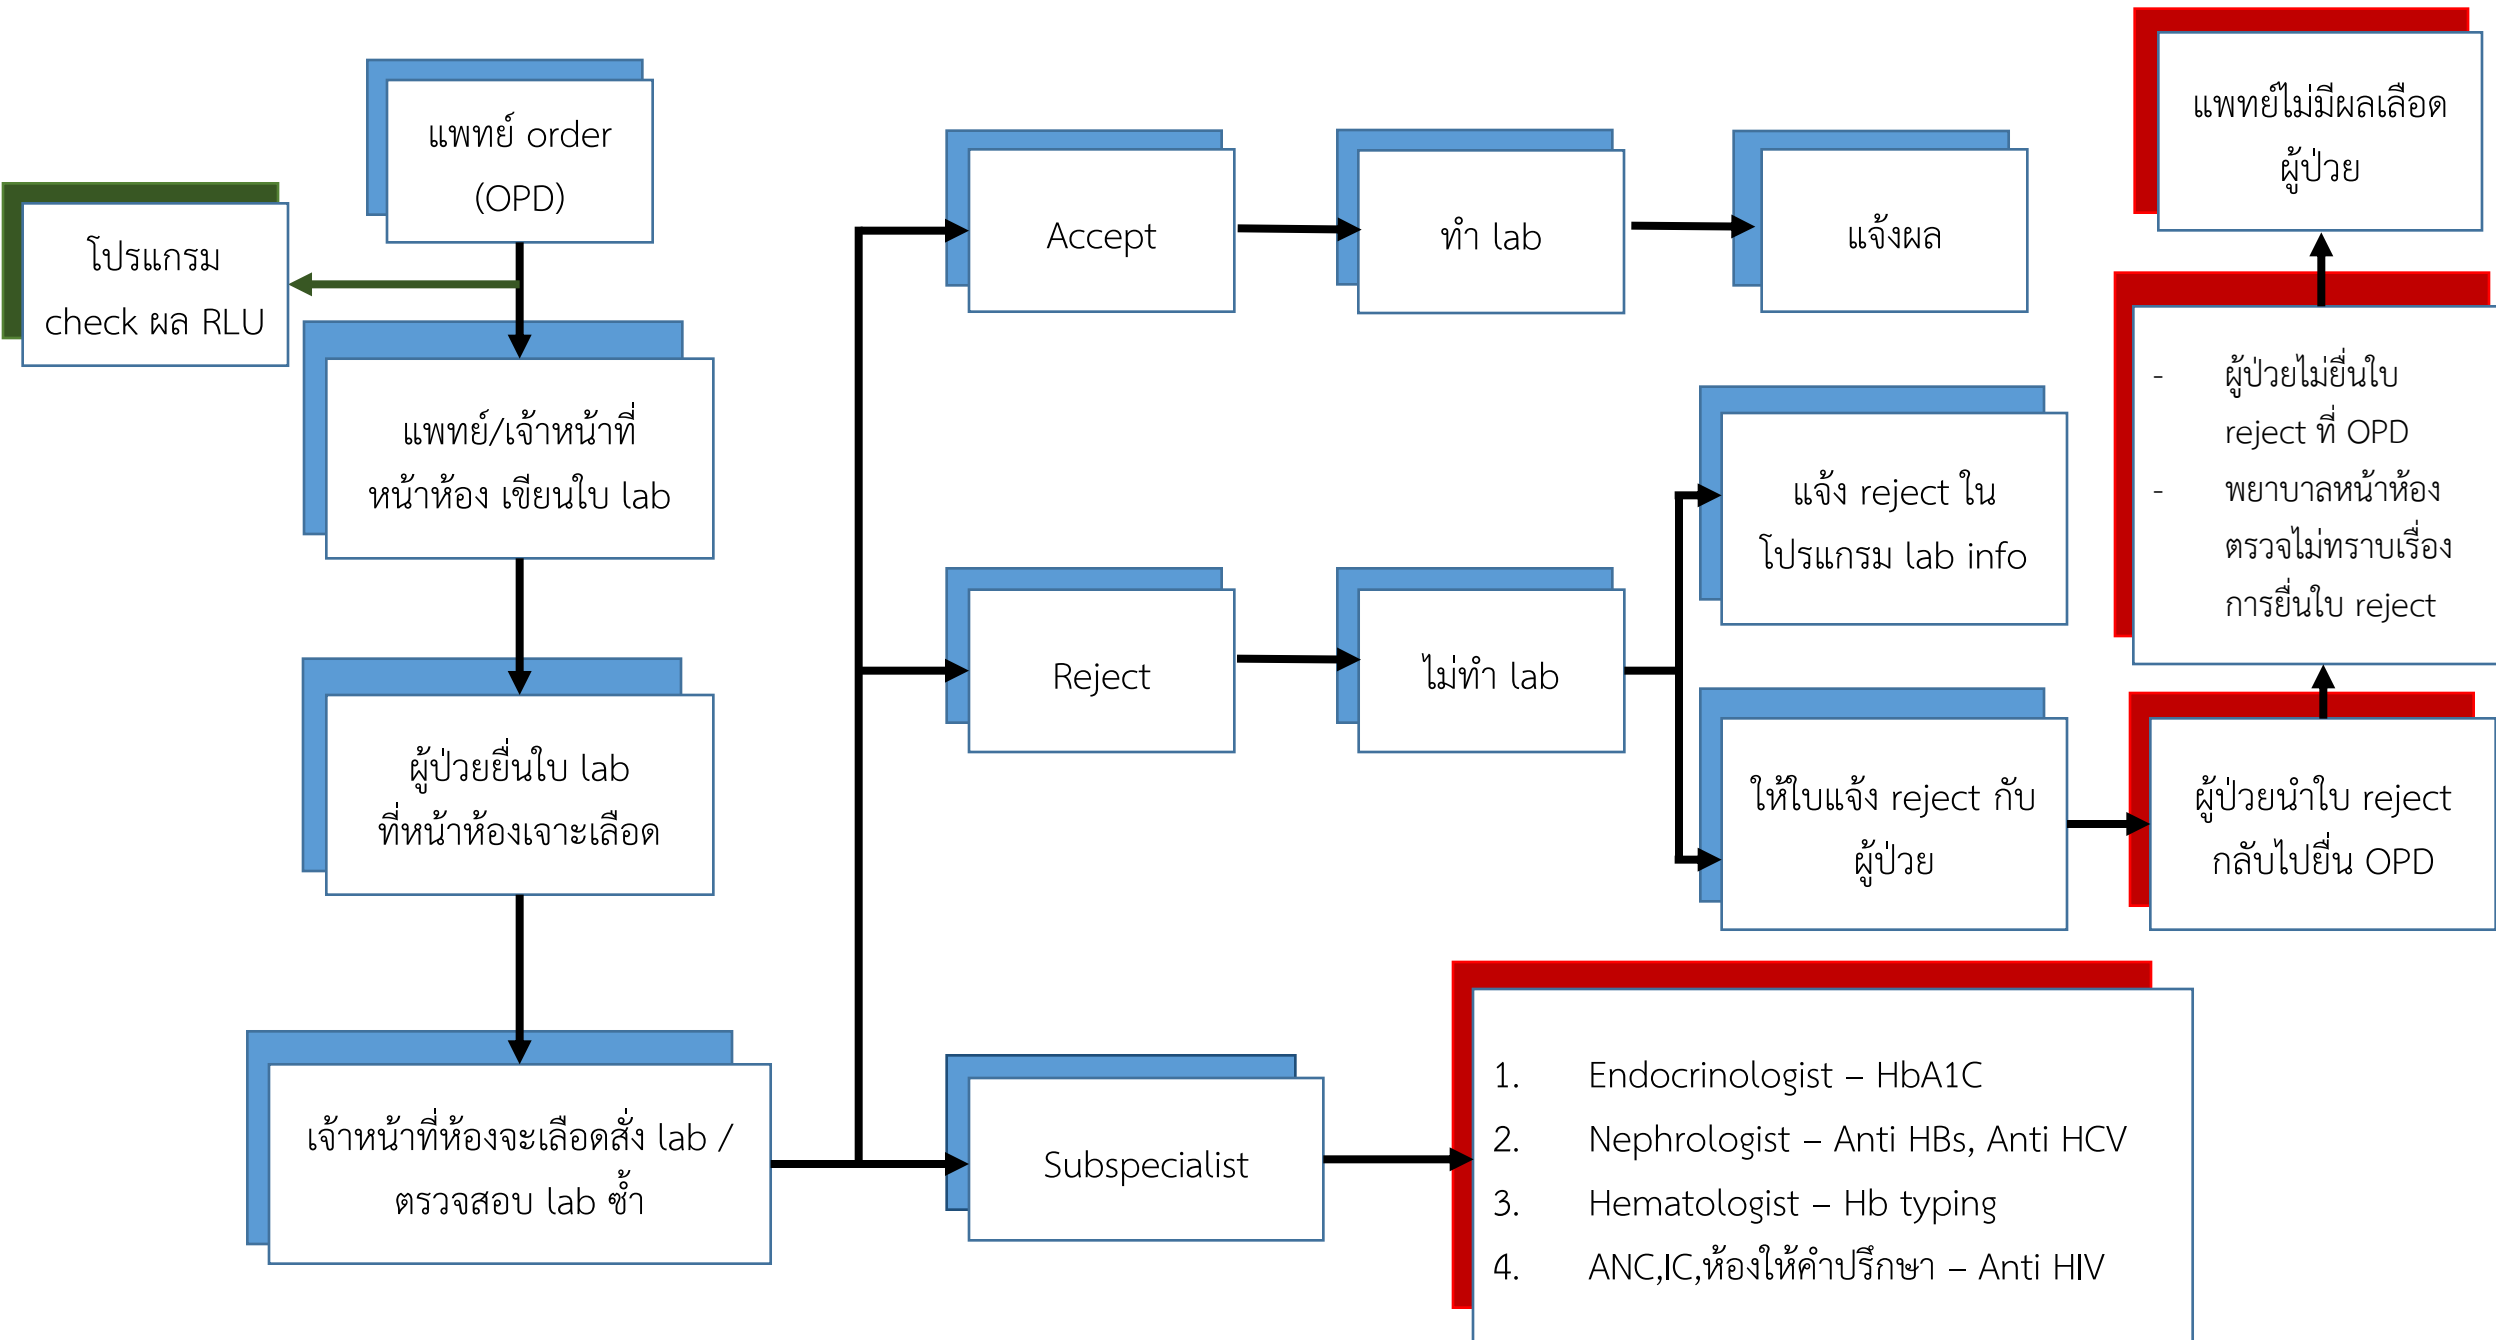 แพทย์ order
(OPD)
โปรแกรม
check ผล RLU
แพทย์/เจ้าหน้าที่
หน้าห้อง เขียนใบ lab
ผู้ป่วยยื่นใบ lab
ที่หน้าห้องเจาะเลือด
เจ้าหน้าที่ห้องจะเลือดสั่ง lab /
ตรวจสอบ lab ซ้ำ
Accept
ทำ lab
แจ้งผล
Reject
ไม่ทำ lab
แจ้ง reject ใน
โปรแกรม lab info
ให้ใบแจ้ง reject กับ
ผู้ป่วย
ผู้ป่วยนำใบ reject
กลับไปยื่น OPD
- ผู้ป่วยไม่ยื่นใบ
reject ที่ OPD
- พยาบาลหน้าห้อง
ตรวจไม่ทราบเรื่อง
การยื่นใบ reject
แพทย์ไม่มีผลเลือด
ผู้ป่วย
Subspecialist
1. Endocrinologist – HbA1C
2. Nephrologist – Anti HBs, Anti HCV
3. Hematologist – Hb typing
4. ANC,IC,ห้องให้คำปรึกษา – Anti HIV